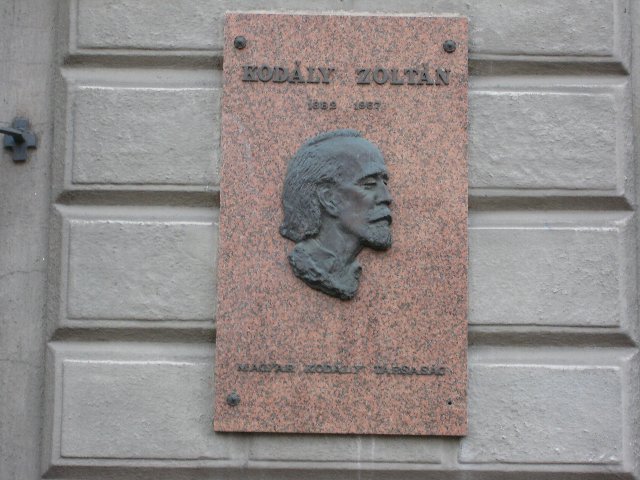 KODÁLY ZOLTÁN
1882 1967
MAGYAR KODÁLY TÁRSASÁG